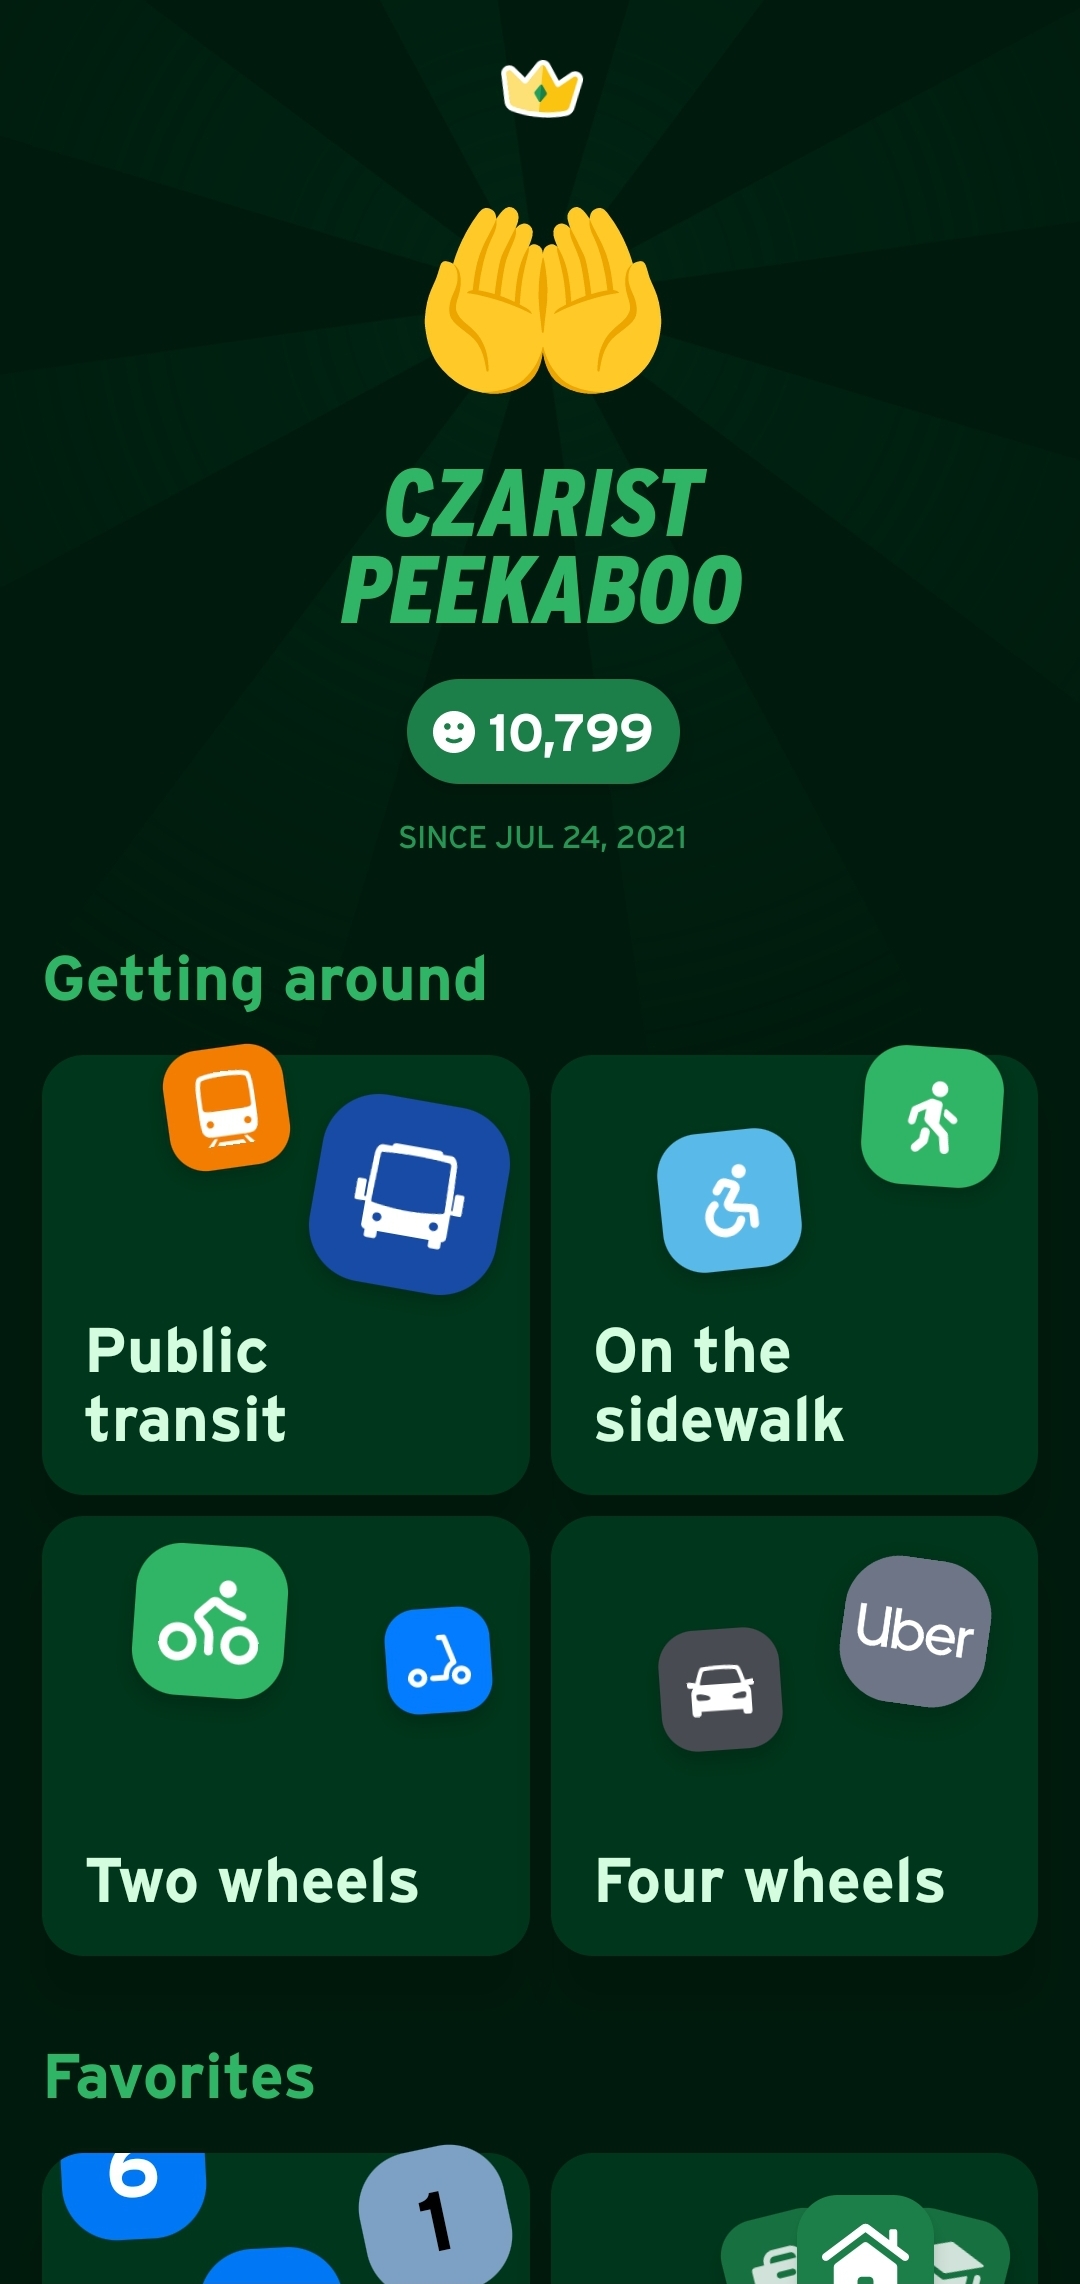 CZARIST
PEEKABOO
10,799
SINCE JUL 24, 2021
Getting around
Public
transit
On the
sidewalk
Two wheels
Uber
Four wheels
Favorites
6
1